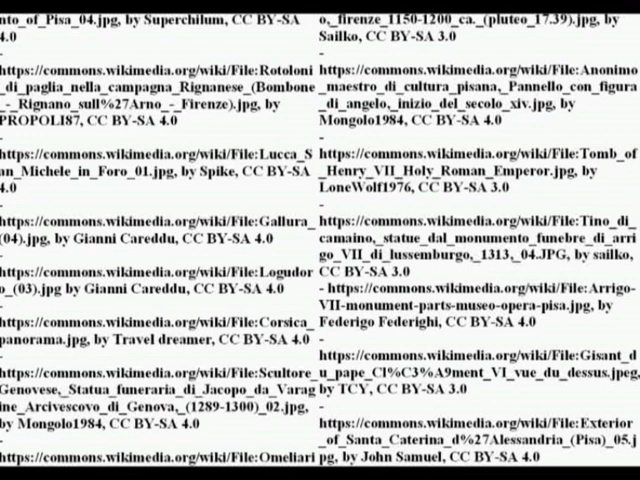 nto_of_Pisa_04.jpg, by Superchilum, CC BY-SA
4.0
-
https://commons.wikimedia.org/wiki/File:Rotoloni
_di_paglia_nella_campagna_Rignanese_(Bombone
_-_Rignano_sull%27Arno_-_Firenze).jpg, by
PROPOLI87, CC BY-SA 4.0
-
https://commons.wikimedia.org/wiki/File:Lucca_S
an_Michele_in_Foro_01.jpg, by Spike, CC BY-SA
4.0
-
https://commons.wikimedia.org/wiki/File:Gallura_
(04).jpg, by Gianni Careddu, CC BY-SA 4.0
-
https://commons.wikimedia.org/wiki/File:Logudor
o_(03).jpg by Gianni Careddu, CC BY-SA 4.0
-
https://commons.wikimedia.org/wiki/File:Corsica_
panorama.jpg, by Travel dreamer, CC BY-SA 4.0
-
https://commons.wikimedia.org/wiki/File:Scultore_
Genovese,_Statua_funeraria_di_Jacopo_da_Varag
ine_Arcivescovo_di_Genova,_(1289-1300)_02.jpg,
by Mongolo1984, CC BY-SA 4.0
-
https://commons.wikimedia.org/wiki/File:Omeliari
o,_firenze_1150-1200_ca._(pluteo_17.39).jpg, by
Sailko, CC BY-SA 3.0
-
https://commons.wikimedia.org/wiki/File:Anonimo
_maestro_di_cultura_pisana,_Pannello_con_figura
_di_angelo,_inizio_del_secolo_xiv.jpg, by
Mongolo1984, CC BY-SA 4.0
-
https://commons.wikimedia.org/wiki/File:Tomb_of
_Henry_VII_Holy_Roman_Emperor.jpg, by
LoneWolf1976, CC BY-SA 3.0
-
https://commons.wikimedia.org/wiki/File:Tino_di_
camaino,_statue_dal_monumento_funebre_di_arri
go_VII_di_lussemburgo,_1313,_04.JPG, by sailko,
CC BY-SA 3.0
- https://commons.wikimedia.org/wiki/File:Arrigo-
VII-monument-parts-museo-opera-pisa.jpg, by
Federigo Federighi, CC BY-SA 4.0
-
https://commons.wikimedia.org/wiki/File:Gisant_d
u_pape_Cl%C3%A9ment_VI_vue_du_dessus.jpeg,
by TCY, CC BY-SA 3.0
-
https://commons.wikimedia.org/wiki/File:Exterior
_of_Santa_Caterina_d%27Alessandria_(Pisa)_05.j
pg, by John Samuel, CC BY-SA 4.0